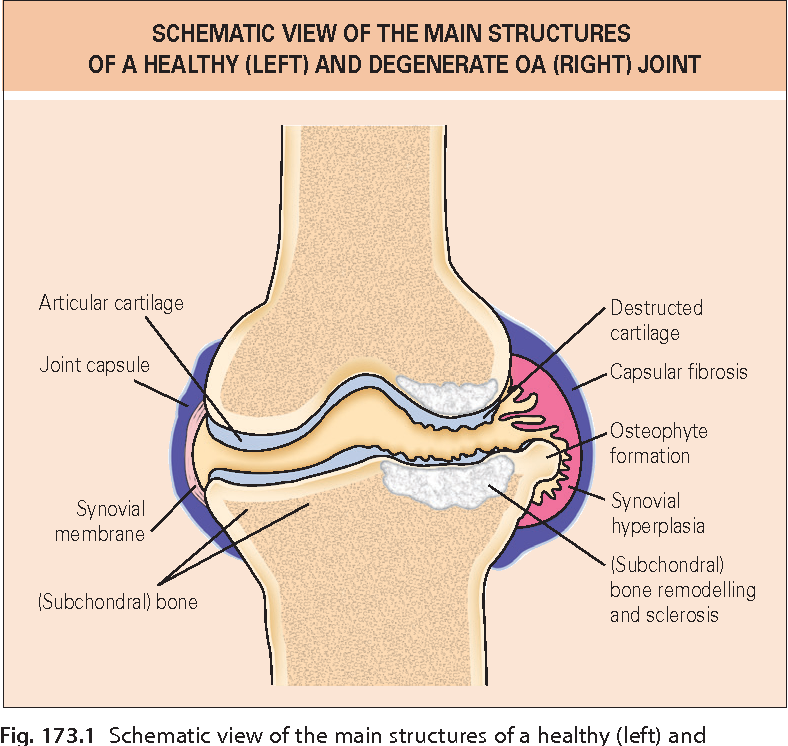 SCHEMATIC VIEW OF THE MAIN STRUCTURES
OF A HEALTHY (LEFT) AND DEGENERATE OA (RIGHT) JOINT
Articular cartilage
Joint capsule
Synovial
membrane
(Subchondral) bone
Destructed
cartilage
Capsular fibrosis
Osteophyte
formation
Synovial
hyperplasia
(Subchondral)
bone remodelling
and sclerosis
Fig. 173.1 Schematic view of the main structures of a healthy (left) and